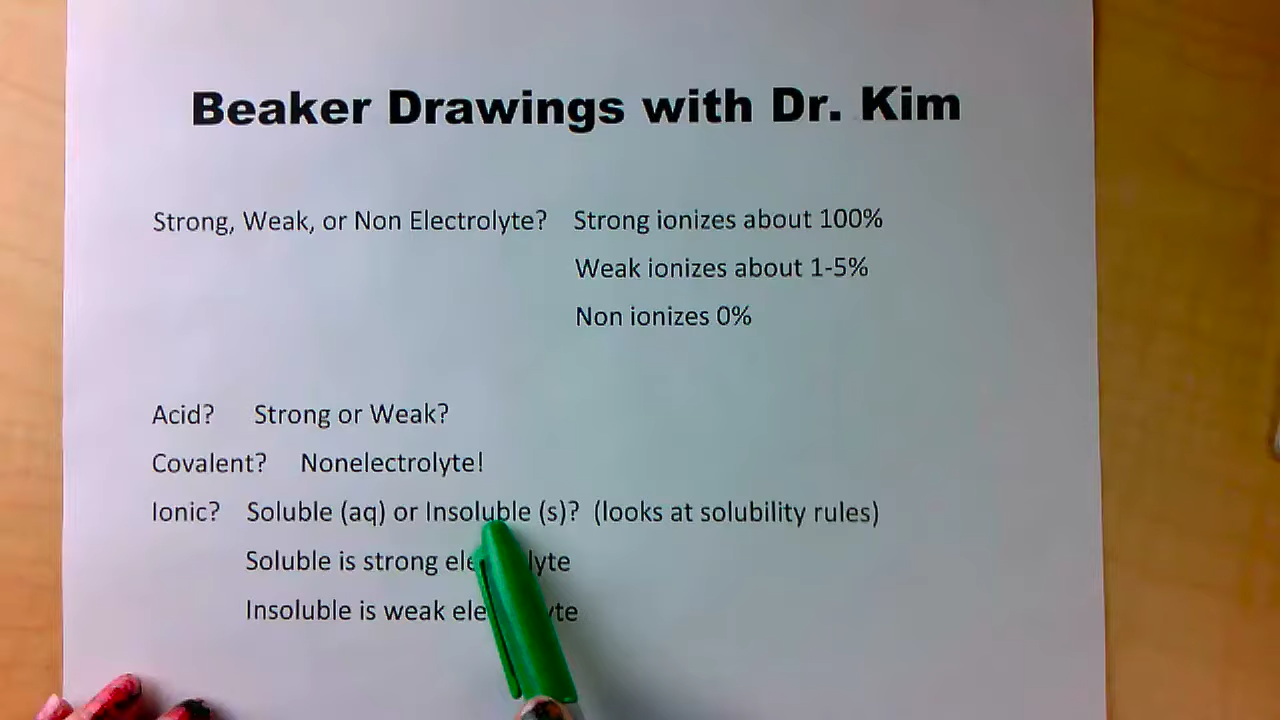 Beaker Drawings with Dr. Kim
Strong, Weak, or Non Electrolyte? Strong ionizes about 100%
Weak ionizes about 1-5%
Non ionizes 0%
Acid? Strong or Weak?
Covalent? Nonelectrolyte!
Ionic? Soluble (aq) or Insoluble (s)? (looks at solubility rules)
Soluble is strong
Insoluble is weak